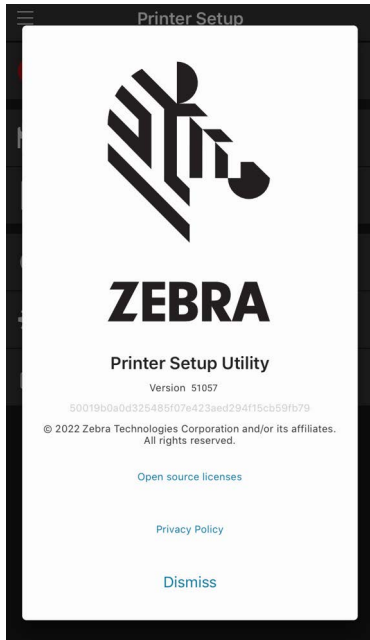 Printer Setup
ZEBRA
Printer Setup Utility
Version 51057
50019b0a0d325485f07e423aed294f15cb59fb79
© 2022 Zebra Technologies Corporation and/or its affiliates.
All rights reserved.
Open source licenses
Privacy Policy
Dismiss